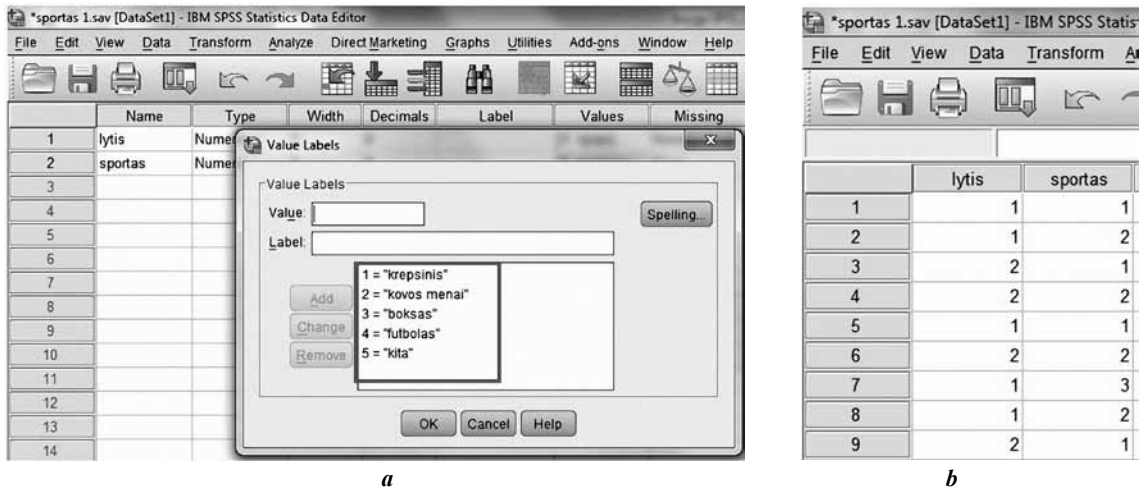 *sportas 1.sav [DataSet1] - IBM SPSS Statistics Data Editor
File Edit View Data Transform Analyze Direct Marketing Graphs Utilities Add-ons Window Help
Name Type Width Decimals Label Values Missing
1 lytis Numer
2 sportas Numer
3
4
5
6
7
8
9
10
11
12
13
14
Value Labels
Value Labels
Value:
Spelling...
Label:
1 = "krepsinis"
2 = "kovos menai"
3 = "boksas"
4 = "futbolas"
5 = "kita"
Add
Change
Remove
OK Cancel Help
a
*sportas 1.sav [DataSet1] - IBM SPSS Statis
File Edit View Data Transform
lytis sportas
1 1 1
2 1 2
3 2 1
4 2 2
5 1 1
6 2 2
7 1 3
8 1 2
9 2 1
b